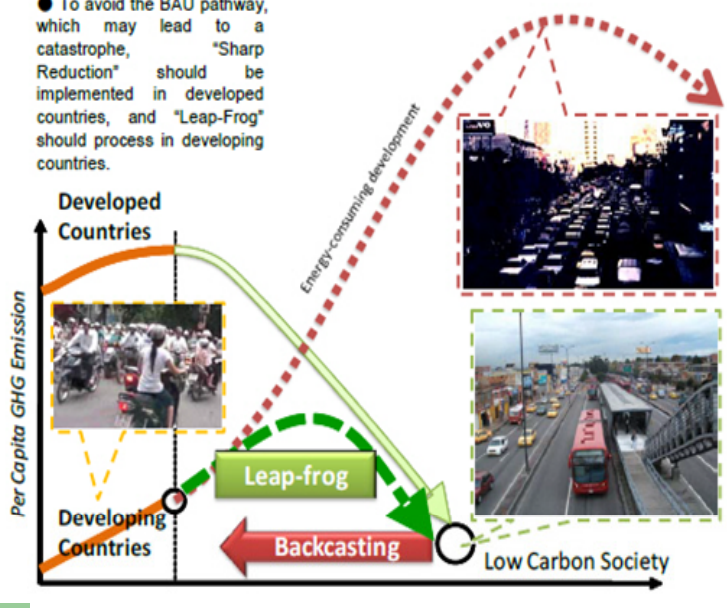 ● To avoid the BAU pathway,
which may lead to a
catastrophe, "Sharp
Reduction" should be
implemented in developed
countries, and "Leap-Frog"
should process in developing
countries.
Developed
Countries
Energy-consuming development
Per Capita GHG Emission
Leap-frog
Developing
Countries
Backcasting
Low Carbon Society